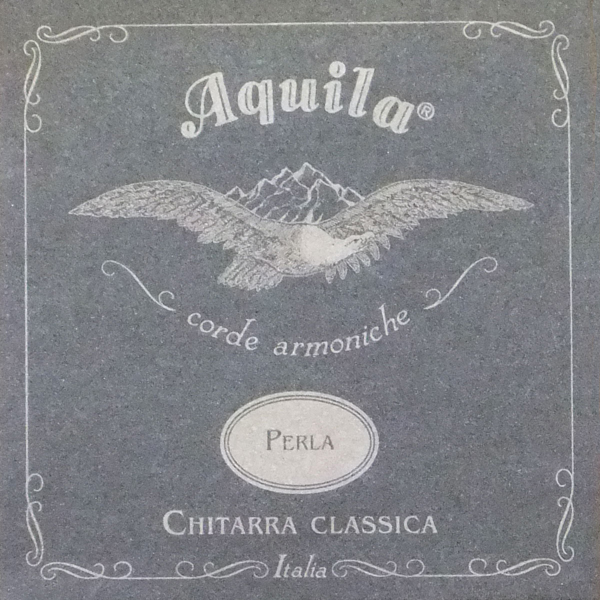 Aquila®
corde armoniche
PERLA
CHITARRA CLASSICA
Italia